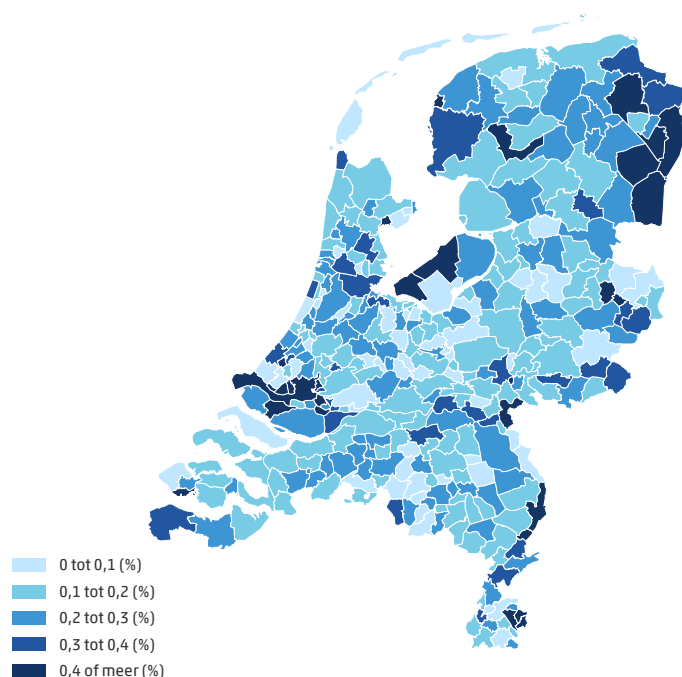 0 tot 0,1 (%)
0,1 tot 0,2 (%)
0,2 tot 0,3 (%)
0,3 tot 0,4 (%)
0,4 of meer (%)